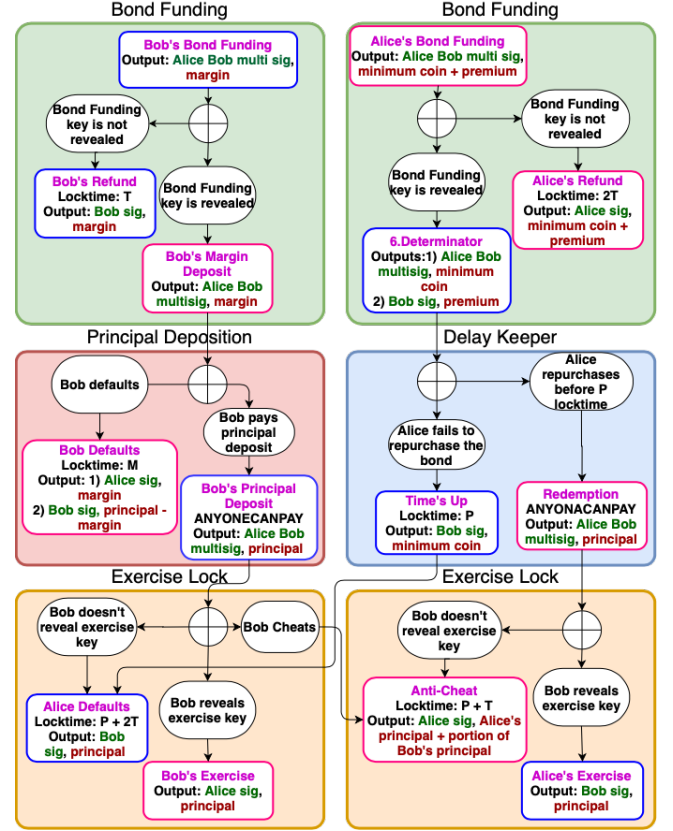 Bond Funding
Bob's Bond Funding
Output: Alice Bob multi sig,
margin
Bond Funding
key is not
revealed
Bob's Refund
Locktime: T
Output: Bob sig,
margin
Bond Funding
key is revealed
Bob's Margin
Deposit
Output: Alice Bob
multisig, margin
Bond Funding
Alice's Bond Funding
Output: Alice Bob multi sig,
minimum coin + premium
Bond Funding
key is not
revealed
Bond Funding
key is revealed
Alice's Refund
Locktime: 2T
Output: Alice sig,
minimum coin +
premium
6.Determinator
Outputs:1) Alice Bob
multisig, minimum
coin
2) Bob sig, premium
Principal Deposition
Bob defaults
Bob pays
principal
deposit
Bob Defaults
Locktime: M
Output: 1) Alice sig,
margin
2) Bob sig, principal -
margin
Bob's Principal
Deposit
ANYONECANPAY
Output: Alice Bob
multisig, principal
Delay Keeper
Alice
repurchases
before P
locktime
Alice fails to
repurchase the
bond
Time's Up
Locktime: P
Output: Bob sig,
minimum coin
Redemption
ANYONACANPAY
Output: Alice Bob
multisig, principal
Exercise Lock
Bob doesn't
reveal exercise
key
Bob Cheats
Alice Defaults
Locktime: P + 2T
Output: Bob
sig, principal
Bob reveals
exercise key
Bob's Exercise
Output: Alice sig,
principal
Exercise Lock
Bob doesn't
reveal exercise
key
Anti-Cheat
Locktime: P + T
Output: Alice sig, Alice's
principal + portion of
Bob's principal
Bob reveals
exercise key
Alice's Exercise
Output: Bob sig,
principal